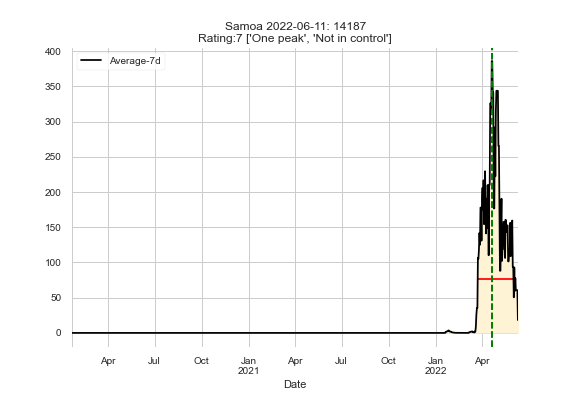 Samoa 2022-06-11: 14187
Rating:7 ['One peak', 'Not in control']
400
350
300
250
200
150
100
50
0
Average-7d
Apr
Jul
Oct
Jan
2021
Apr
Jul
Oct
Jan
2022
Apr
Date